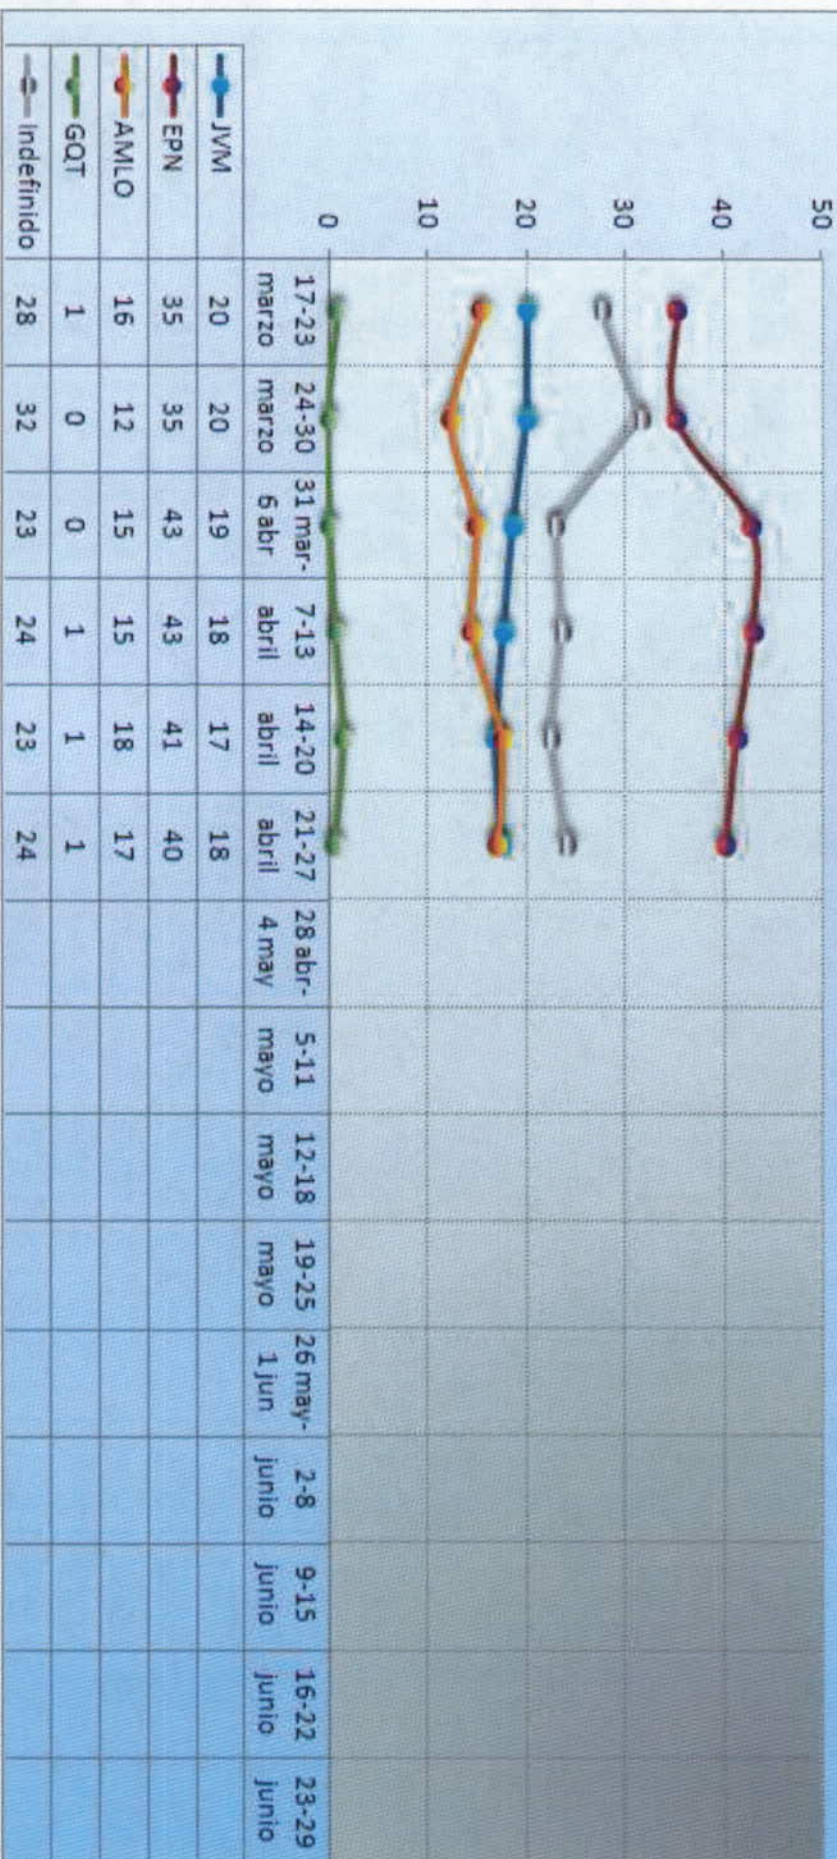 50
40
30
20
10
0
17-23 marzo 24-30 marzo 31 mar- 6 abr 7-13 abril 14-20 abril 21-27 abril 28 abr- 4 may 5-11 mayo 12-18 mayo 19-25 mayo 26 may- 1 jun 2-8 junio 9-15 junio 16-22 junio 23-29 junio
JVM 20 20 19 18 17 18
EPN 35 35 43 43 41 40
AMLO 16 12 15 15 18 17
GQT 1 0 0 1 1 1
Indefinido 28 32 23 24 23 24